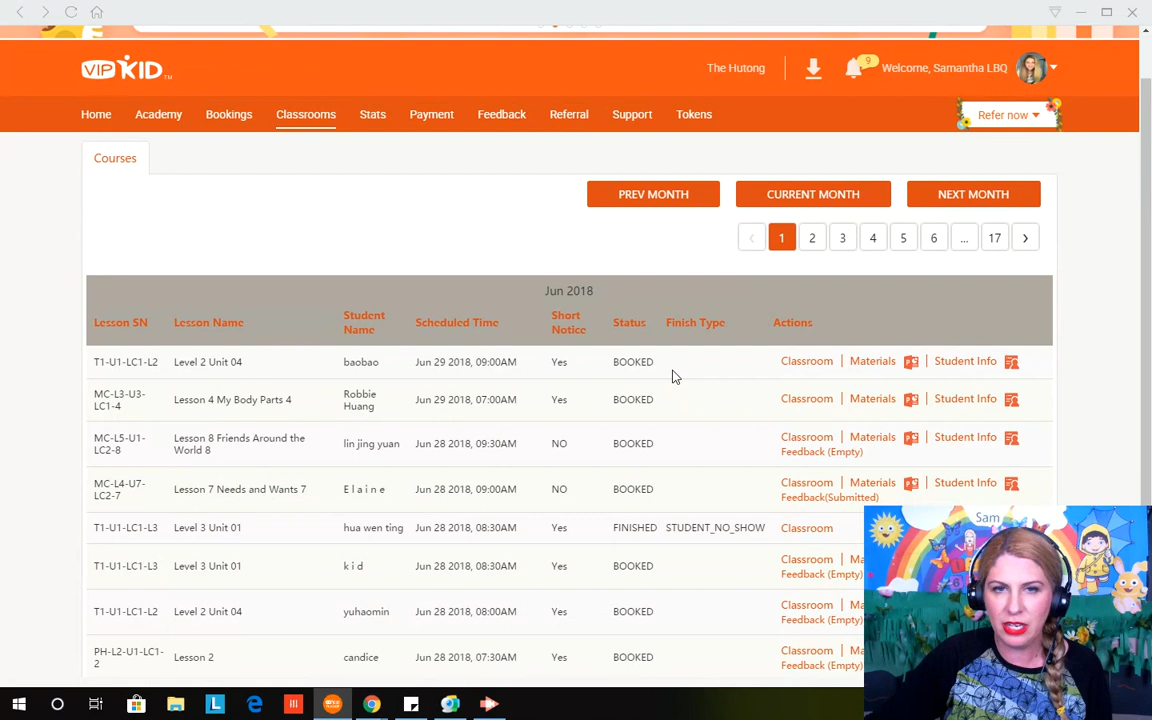 VIPKID TM
The Hutong
9
Welcome, Samantha LBQ
Home Academy Bookings Classrooms Stats Payment Feedback Referral Support Tokens Refer now
Courses
PREV MONTH CURRENT MONTH NEXT MONTH
< 1 2 3 4 5 6 ... 17 >
Jun 2018
Lesson SN Lesson Name Student Name Scheduled Time Short Notice Status Finish Type Actions
T1-U1-LC1-L2 Level 2 Unit 04 baobao Jun 29 2018, 09:00AM Yes BOOKED Classroom | Materials | Student Info
MC-L3-U3-LC1-4 Lesson 4 My Body Parts 4 Robbie Huang Jun 29 2018, 07:00AM Yes BOOKED Classroom | Materials | Student Info
MC-L5-U1-LC2-8 Lesson 8 Friends Around the World 8 lin jing yuan Jun 28 2018, 09:30AM NO BOOKED Classroom | Materials | Student Info
Feedback (Empty)
MC-L4-U7-LC2-7 Lesson 7 Needs and Wants 7 E l a i n e Jun 28 2018, 09:00AM NO BOOKED Classroom | Materials | Student Info
Feedback(Submitted)
T1-U1-LC1-L3 Level 3 Unit 01 hua wen ting Jun 28 2018, 08:30AM Yes FINISHED STUDENT_NO_SHOW Classroom
T1-U1-LC1-L3 Level 3 Unit 01 k i d Jun 28 2018, 08:30AM Yes BOOKED Classroom | Ma
Feedback (Empty)
T1-U1-LC1-L2 Level 2 Unit 04 yuhaomin Jun 28 2018, 08:00AM Yes BOOKED Classroom | Ma
Feedback (Empty)
PH-L2-U1-LC1-2 Lesson 2 candice Jun 28 2018, 07:30AM Yes BOOKED Classroom | Ma
Feedback (Empty)
Sam